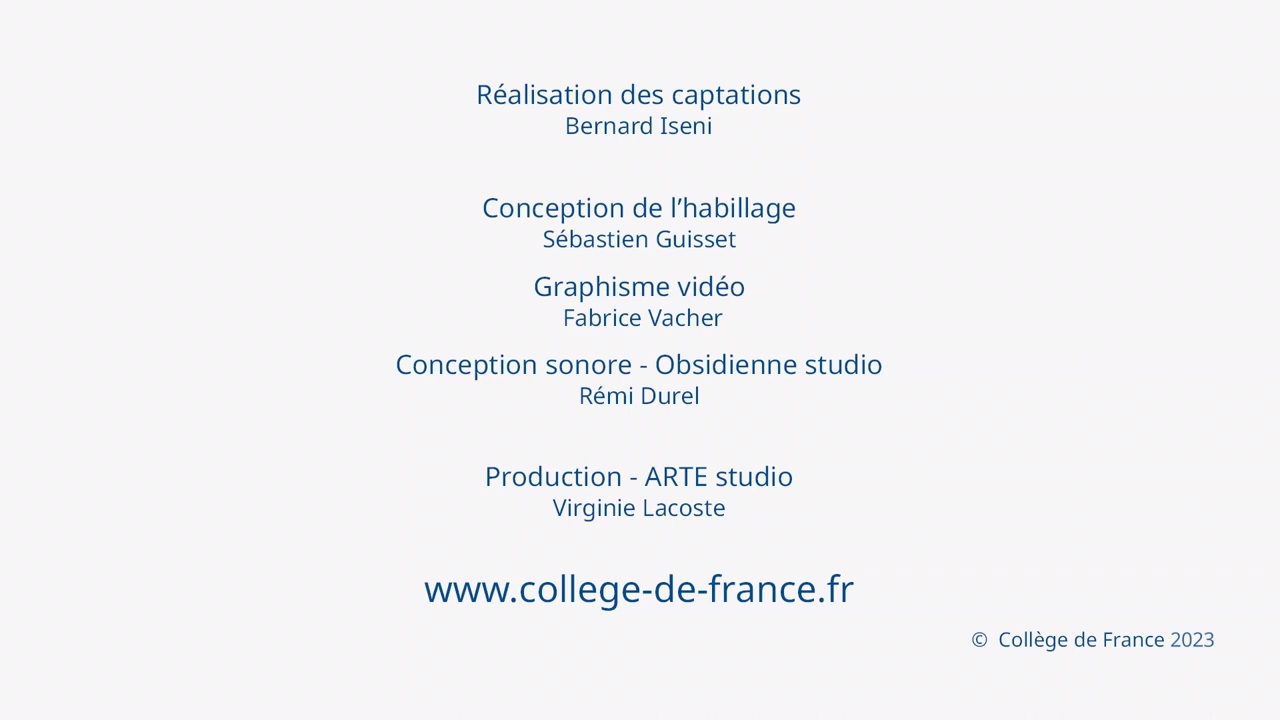 Réalisation des captations
Bernard Iseni
Conception de l’habillage
Sébastien Guisset
Graphisme vidéo
Fabrice Vacher
Conception sonore - Obsidienne studio
Rémi Durel
Production - ARTE studio
Virginie Lacoste
www.college-de-france.fr
© Collège de France 2023